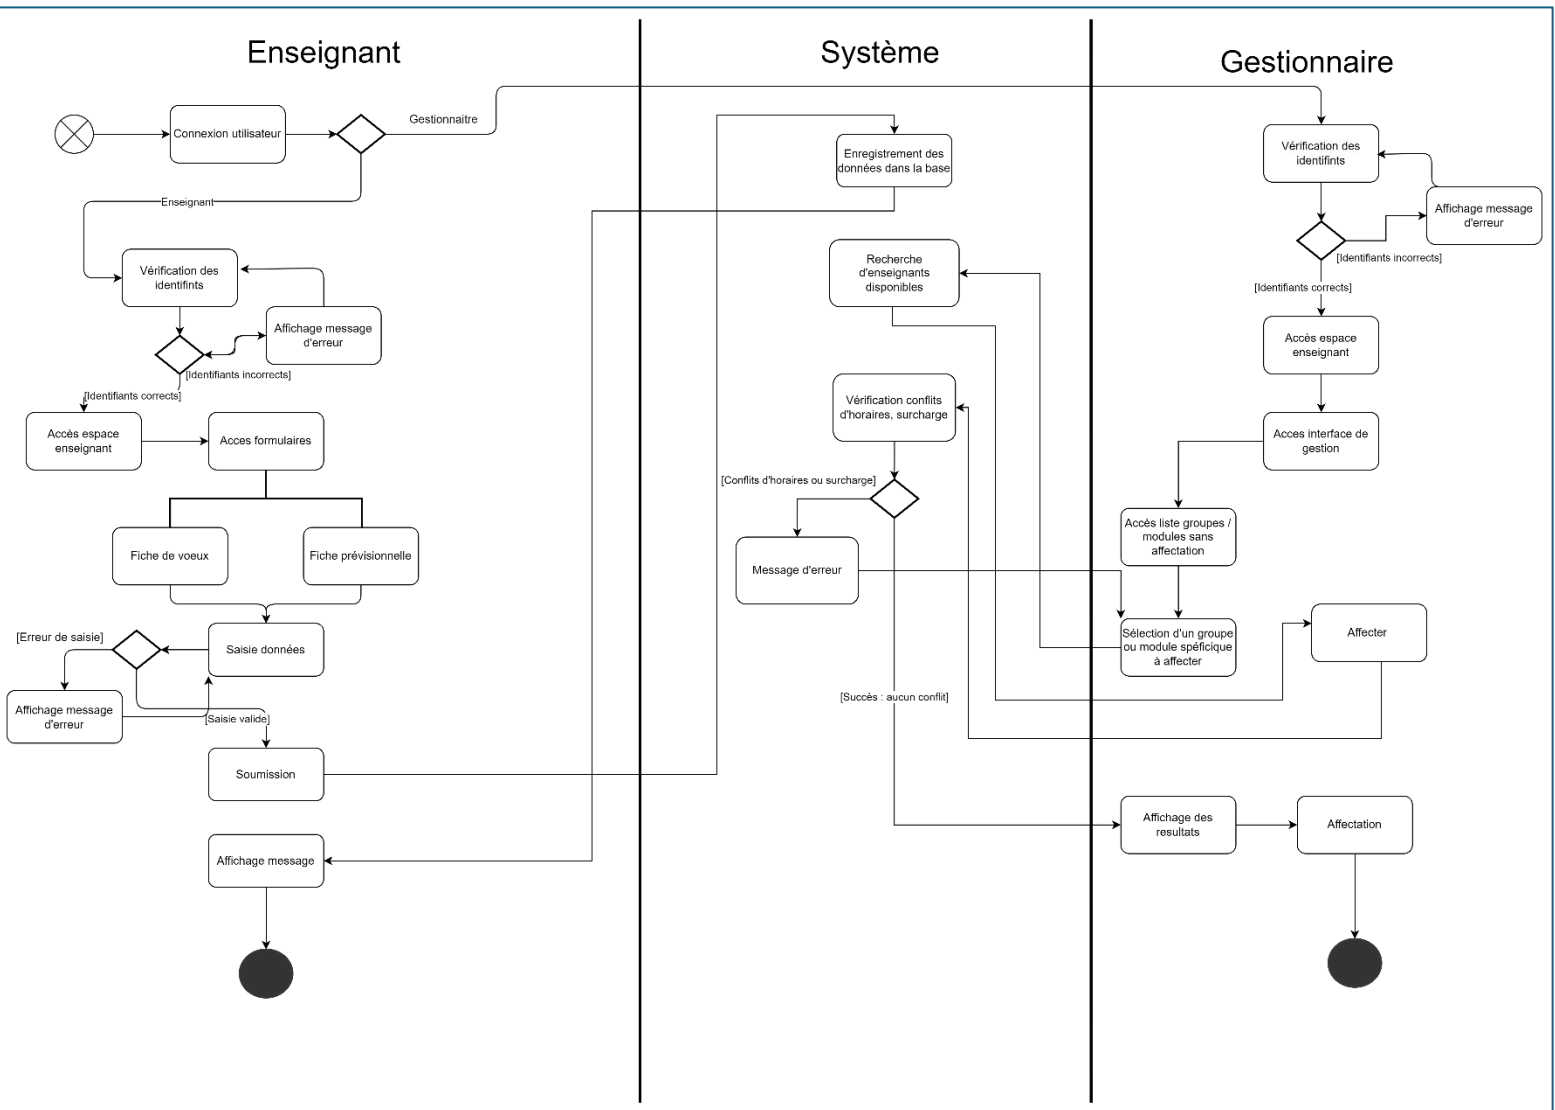 Enseignant
Système
Gestionnaire
Connexion utilisateur
Gestionnaitre
Enseignant
Vérification des
identifints
Affichage message
d'erreur
[Identifiants incorrects]
[Identifiants corrects]
Accès espace
enseignant
Acces formulaires
Fiche de voeux
Fiche prévisionnelle
Saisie données
[Erreur de saisie]
Affichage message
d'erreur
[Saisie valide]
Soumission
Affichage message
Enregistrement des
données dans la base
Recherche
d'enseignants
disponibles
Vérification conflits
d'horaires, surcharge
[Conflits d'horaires ou surcharge]
Message d'erreur
[Succès : aucun conflit]
Vérification des
identifints
Affichage message
d'erreur
[Identifiants incorrects]
[Identifiants corrects]
Accès espace
enseignant
Acces interface de
gestion
Accés liste groupes /
modules sans
affectation
Sélection d'un groupe
ou module spéficique
à affecter
Affecter
Affichage des
resultats
Affectation